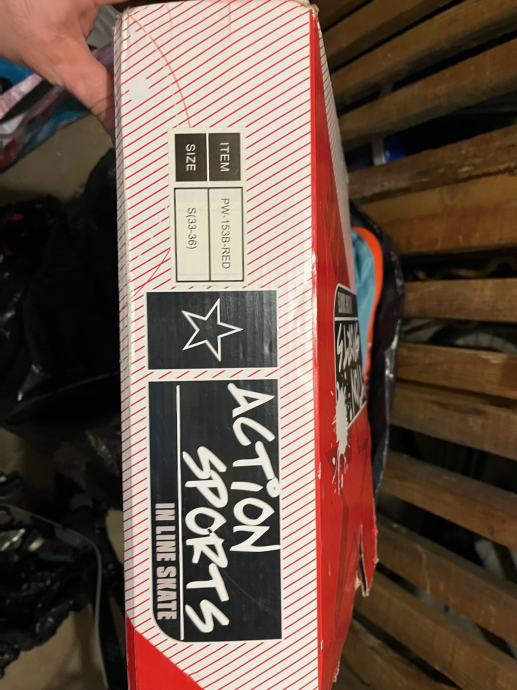 ITEM PW-153B-RED
SIZE S(33-36)
ACTION
SPORTS
IN LINE SKATE